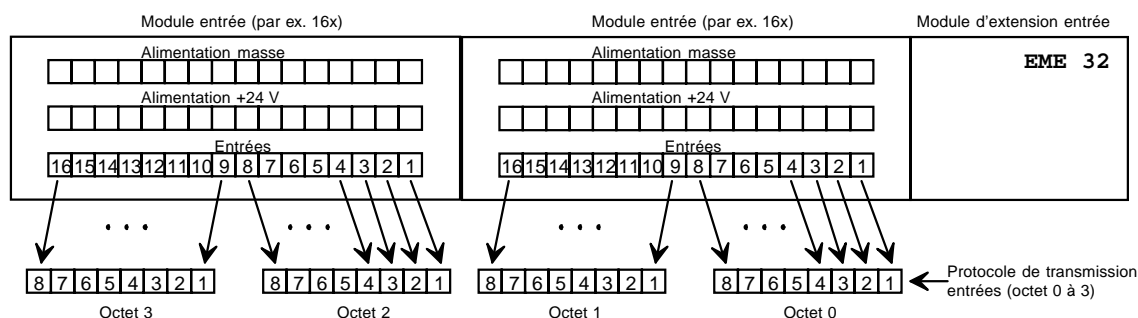 Module entrée (par ex. 16x) Module entrée (par ex. 16x) Module d'extension entrée
Alimentation masse Alimentation masse
EME 32
Alimentation +24 V Alimentation +24 V
Entrées Entrées
16 15 14 13 12 11 10 9 8 7 6 5 4 3 2 1 16 15 14 13 12 11 10 9 8 7 6 5 4 3 2 1
• • • • • • • • • • • •
8 7 6 5 4 3 2 1 8 7 6 5 4 3 2 1 8 7 6 5 4 3 2 1 8 7 6 5 4 3 2 1
Protocole de transmission
entrées (octet 0 à 3)
Octet 3 Octet 2 Octet 1 Octet 0